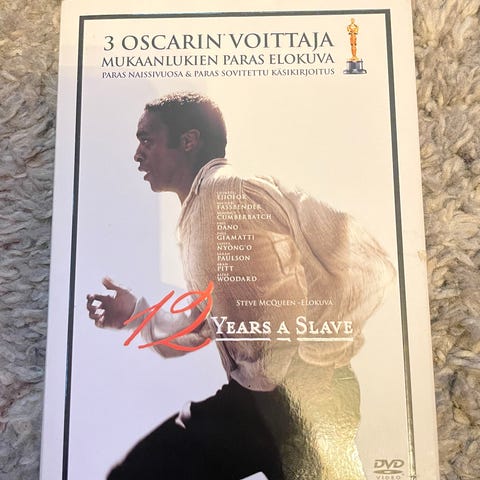 3 OSCARIN VOITTAJA
MUKAANLUKIEN PARAS ELOKUVA
PARAS NAISSIVUOSA & PARAS SOVITETTU KÄSIKIRJOITUS
EJIOFOR
FASSBENDER
CUMBERBATCH
DANO
GIAMATTI
NYONG'O
PAULSON
PITT
WOODARD
STEVE MCQUEEN -ELOKUVA
12 YEARS A SLAVE
DVD
VIDEO